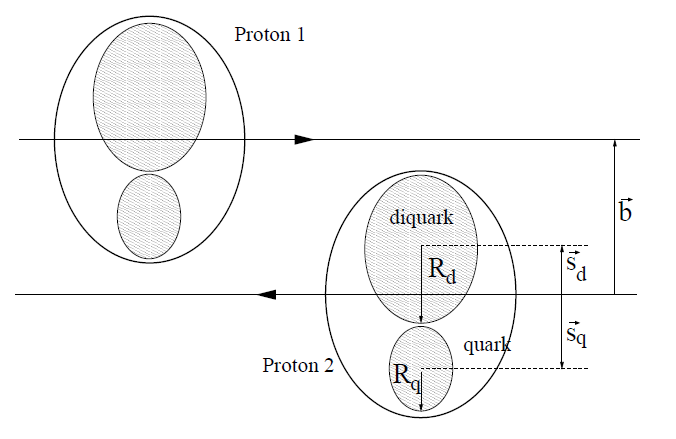 Proton 1
b
diquark
s_d
R_d
s_q
quark
Proton 2
R_q